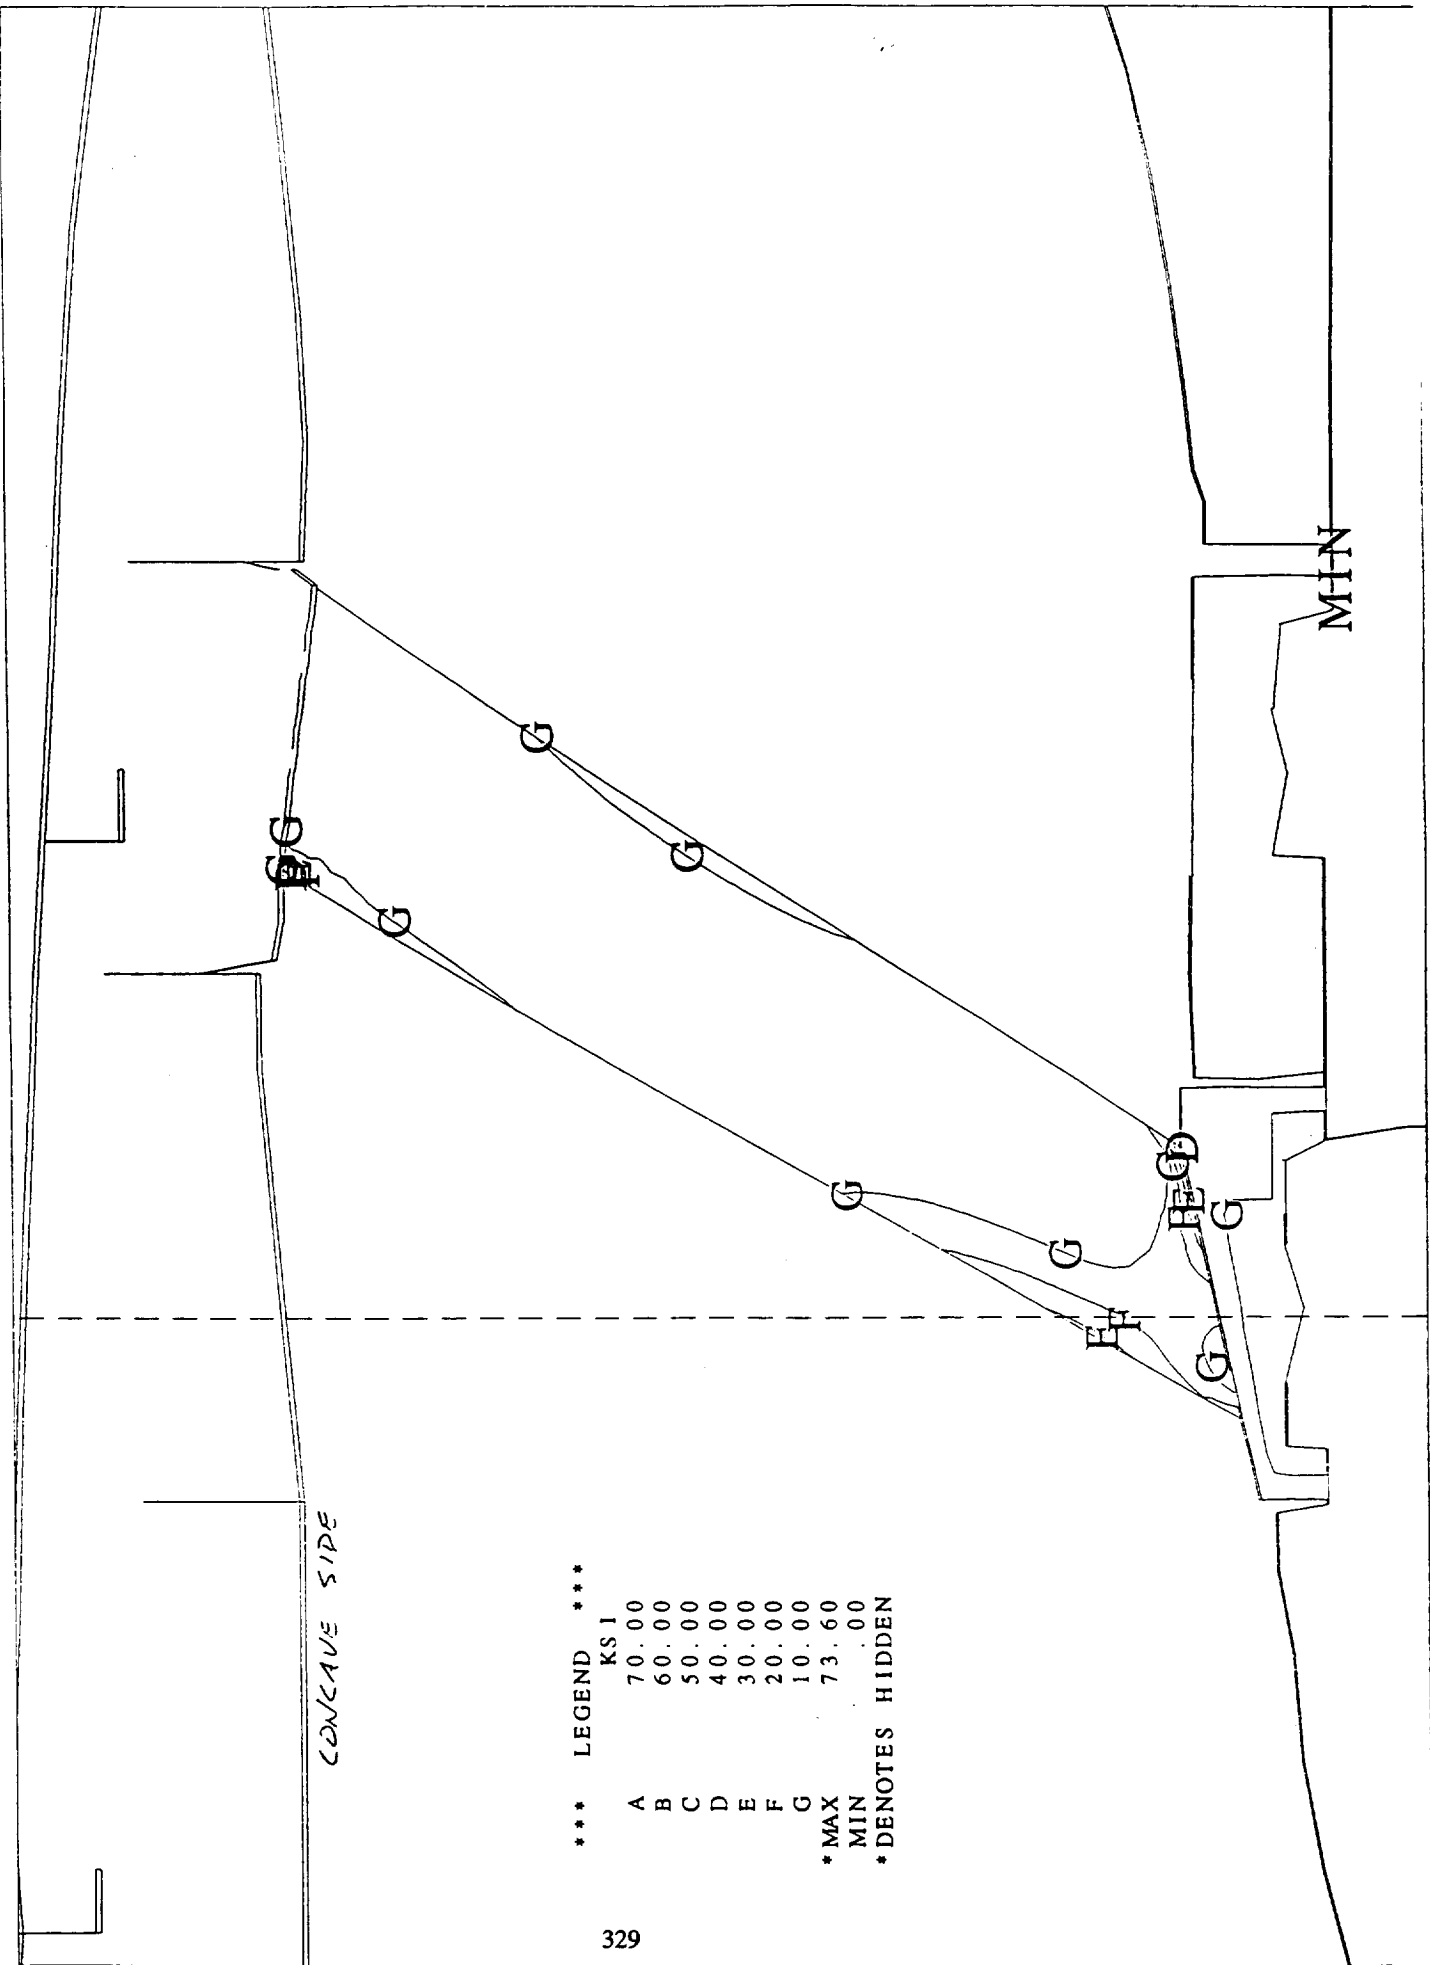 MIN
G
G
G
G
F
G
G
G
G
D
F
E
G
F
E
G
CONCAVE SIDE
*** LEGEND ***
KSI
A 70.00
B 60.00
C 50.00
D 40.00
E 30.00
F 20.00
G 10.00
*MAX 73.60
MIN .00
*DENOTES HIDDEN
329